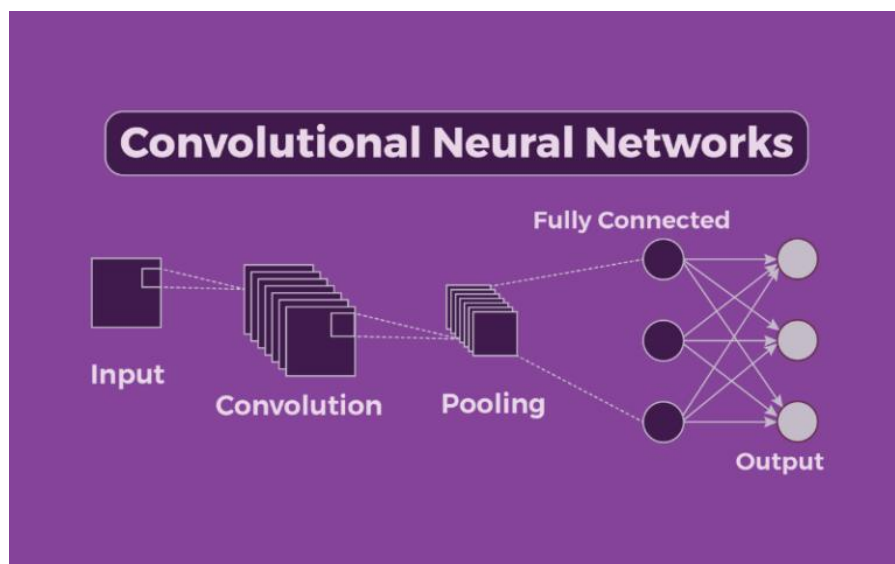 Convolutional Neural Networks
Fully Connected
Input
Convolution
Pooling
Output